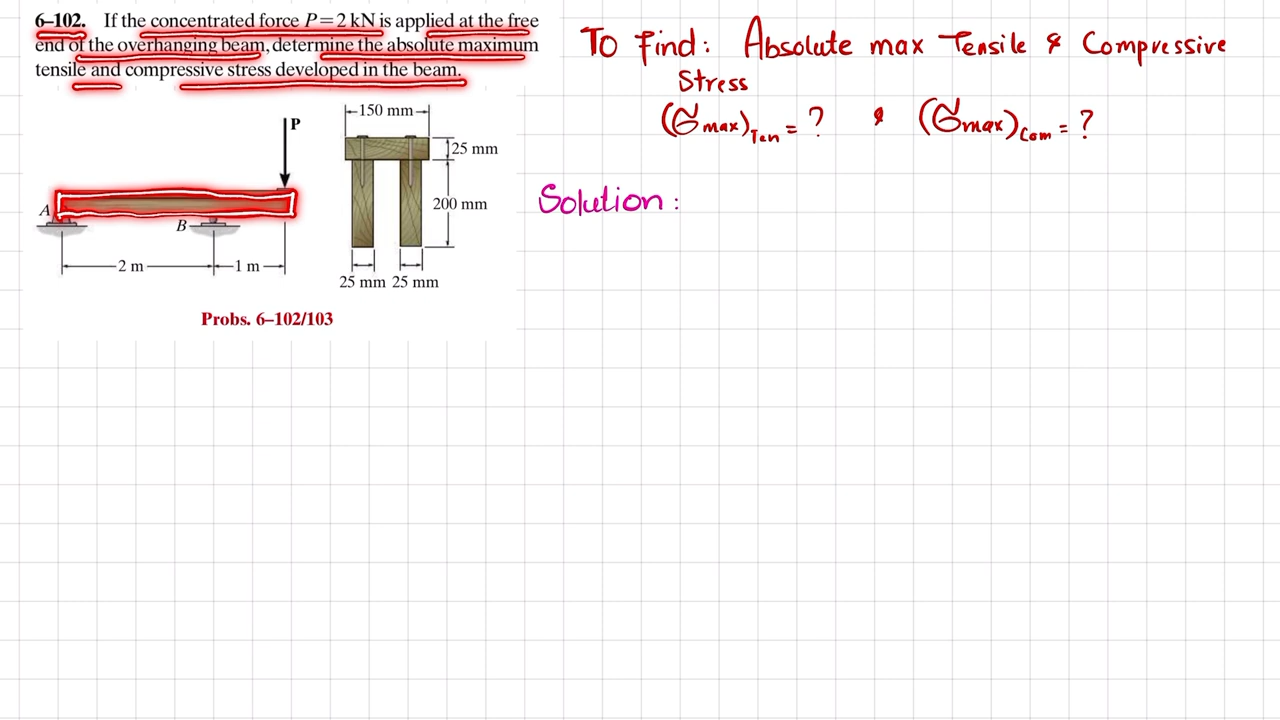 6–102. If the concentrated force P=2 kN is applied at the free
end of the overhanging beam, determine the absolute maximum
tensile and compressive stress developed in the beam.
To find: Absolute max Tensile & Compressive
Stress
(σmax)Ten = ? & (σmax)Com = ?
Solution:
150 mm
P
25 mm
200 mm
A
B
2 m
1 m
25 mm 25 mm
Probs. 6–102/103